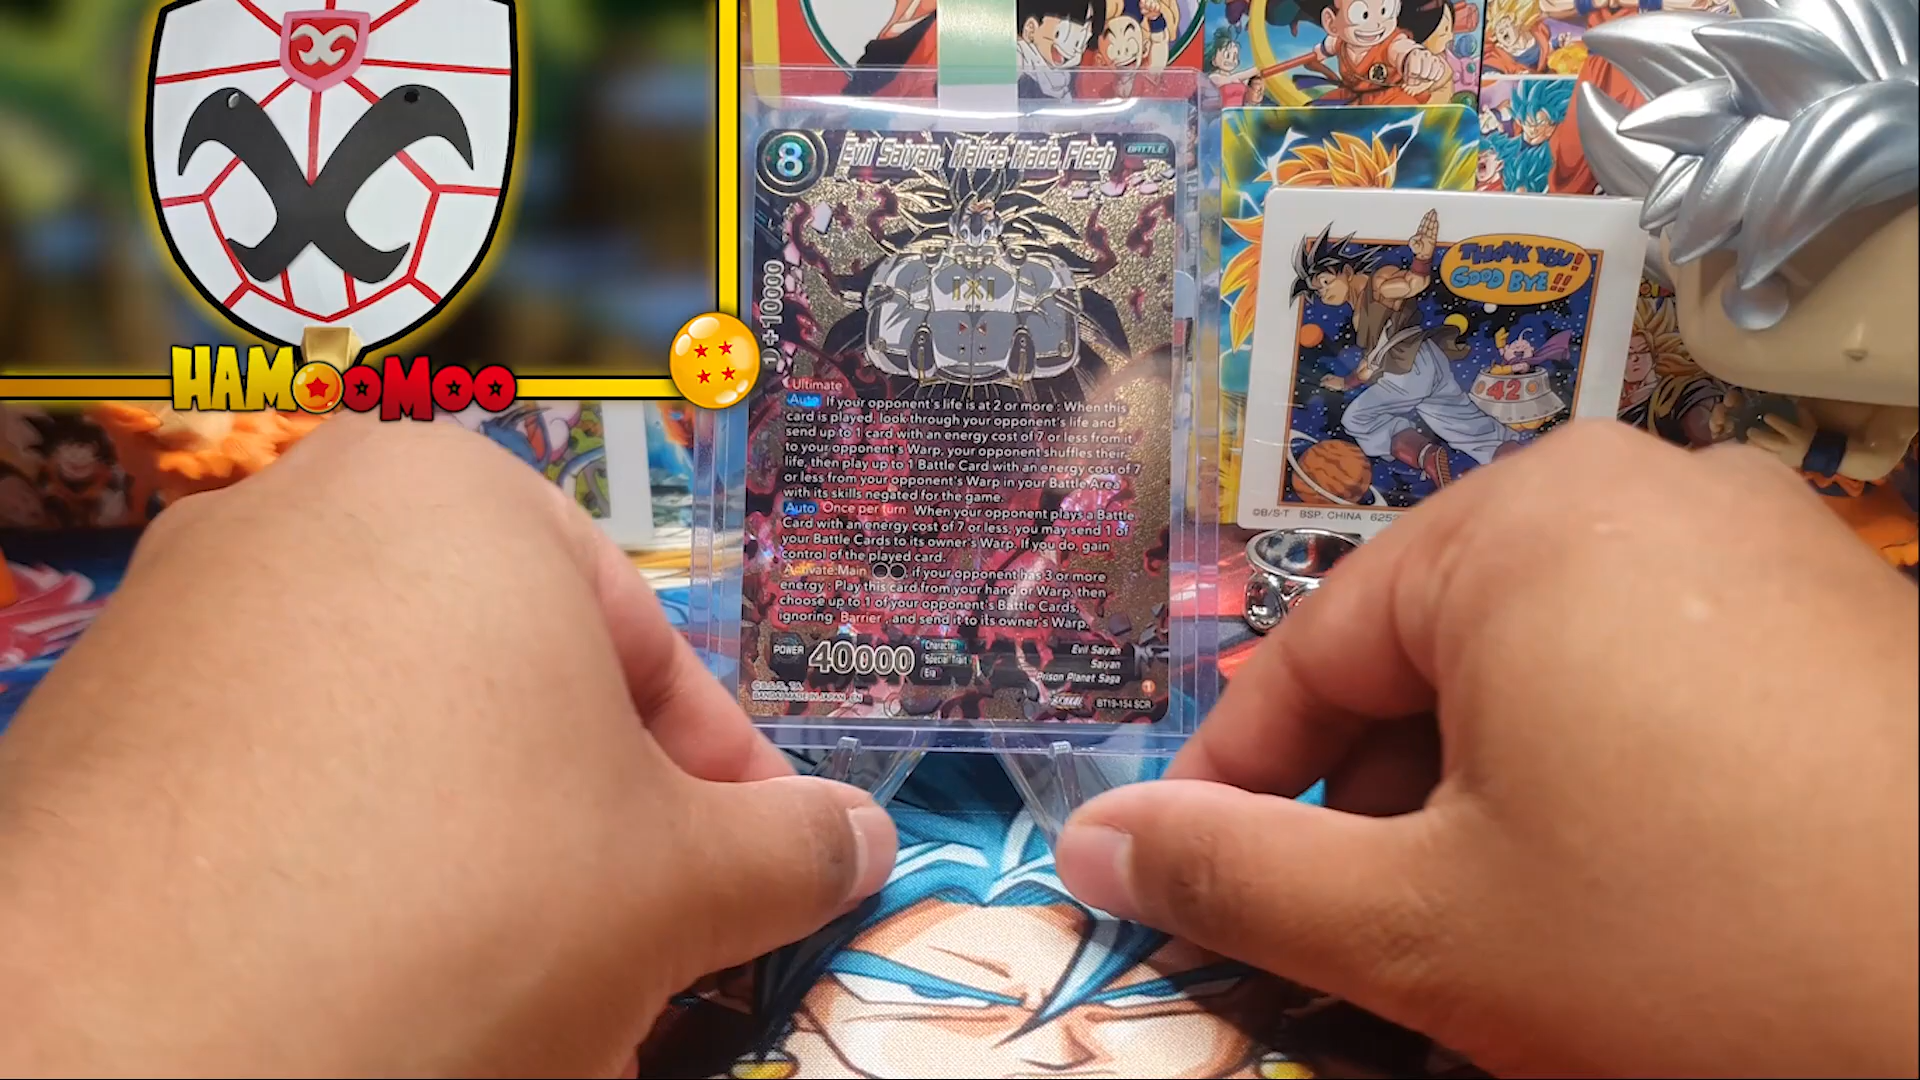 HAMOOMOO
8
Evil Saiyan, Malice Made Flesh
BATTLE
+10000
Ultimate
Auto If your opponent's life is at 2 or more : When this
card is played, look through your opponent's life and
send up to 1 card with an energy cost of 7 or less from it
to your opponent's Warp, your opponent shuffles their
life, then play up to 1 Battle Card with an energy cost of 7
or less from your opponent's Warp in your Battle Area
with its skills negated for the game.
Auto Once per turn When your opponent plays a Battle
Card with an energy cost of 7 or less, you may send 1 of
your Battle Cards to its owner's Warp. If you do, gain
control of the played card.
Activate:Main , if your opponent has 3 or more
energy : Play this card from your hand or Warp, then
choose up to 1 of your opponent's Battle Cards,
ignoring Barrier, and send it to its owner's Warp.
POWER 40000
Character Evil Saiyan
Special Trait Saiyan
Era Prison Planet Saga
BANDAI MADE IN JAPAN
BT19-154 SCR
THANK YOU!!
GOOD BYE!!
42
©B/S·T BSP. CHINA